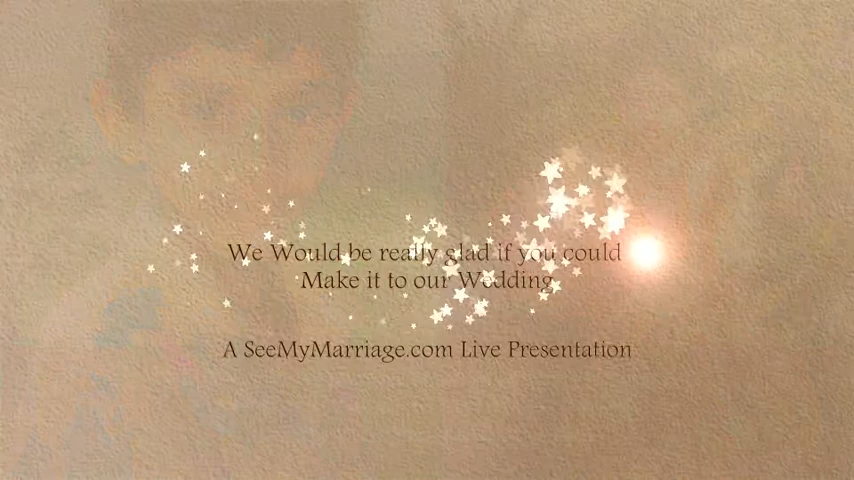 We Would be really glad if you could
Make it to our Wedding
A SeeMyMarriage.com Live Presentation